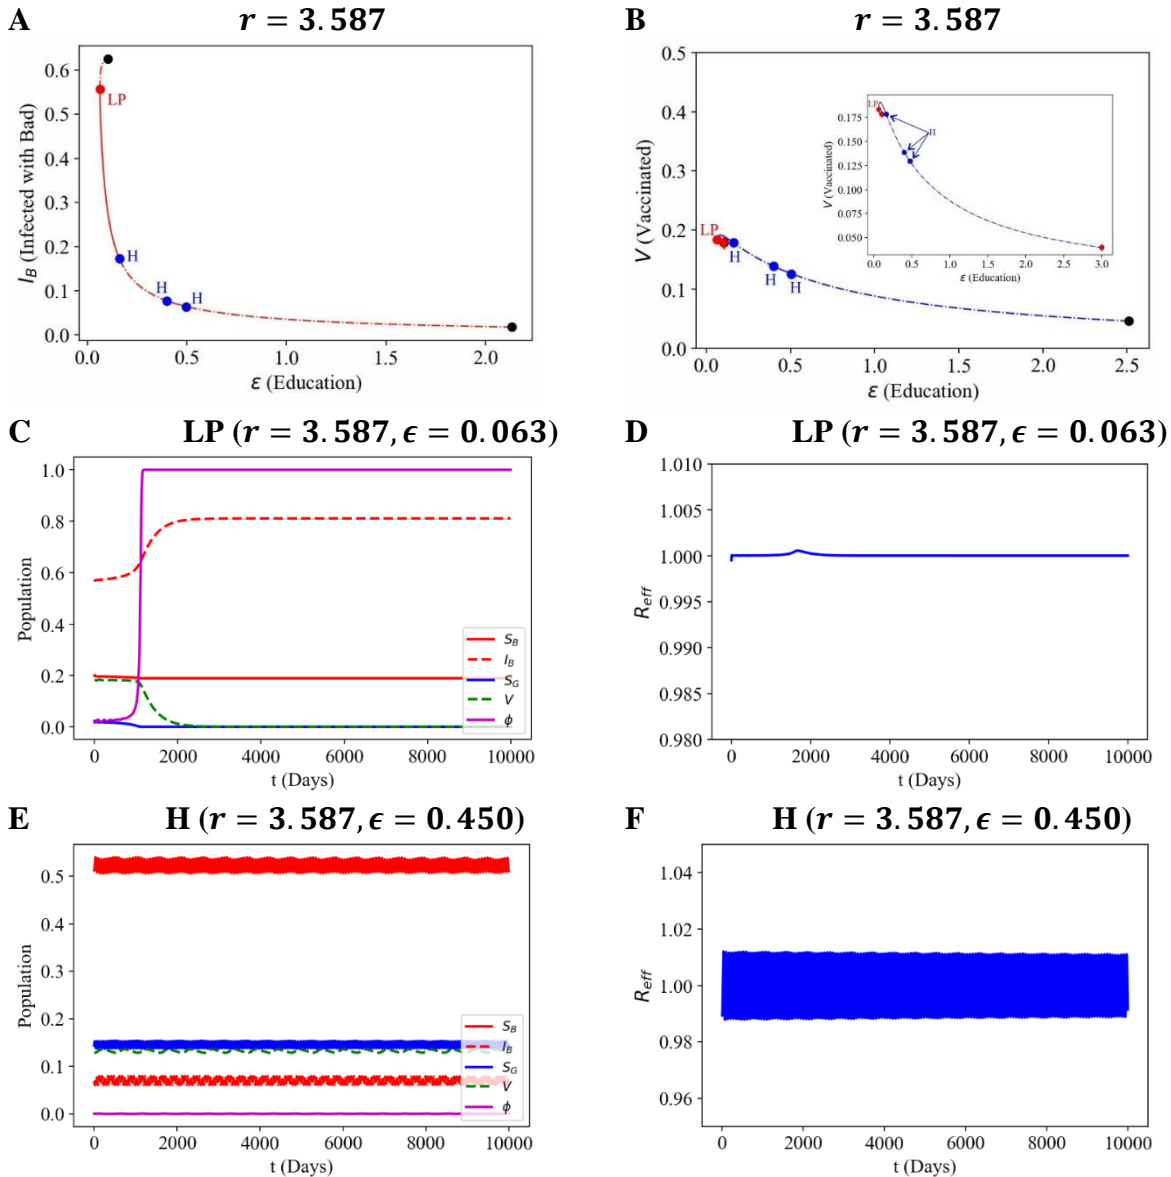 A r = 3.587
I_B (Infected with Bad)
0.6
0.5
0.4
0.3
0.2
0.1
0.0
LP
H
H
H
0.0 0.5 1.0 1.5 2.0
ε (Education)
B r = 3.587
V (Vaccinated)
0.5
0.4
0.3
0.2
0.1
0
LP
H
H
H
0.0 0.5 1.0 1.5 2.0 2.5
ε (Education)
V (Vaccinated)
0.175
0.150
0.125
0.100
0.075
0.050
LP
H
0.0 0.5 1.0 1.5 2.0 2.5 3.0
ε (Education)
C LP (r = 3.587, ϵ = 0.063)
Population
1.0
0.8
0.6
0.4
0.2
0.0
S_B
I_B
S_G
V
ϕ
0 2000 4000 6000 8000 10000
t (Days)
D LP (r = 3.587, ϵ = 0.063)
R_eff
1.010
1.005
1.000
0.995
0.990
0.985
0.980
0 2000 4000 6000 8000 10000
t (Days)
E H (r = 3.587, ϵ = 0.450)
Population
0.5
0.4
0.3
0.2
0.1
0.0
S_B
I_B
S_G
V
ϕ
0 2000 4000 6000 8000 10000
t (Days)
F H (r = 3.587, ϵ = 0.450)
R_eff
1.04
1.02
1.00
0.98
0.96
0 2000 4000 6000 8000 10000
t (Days)